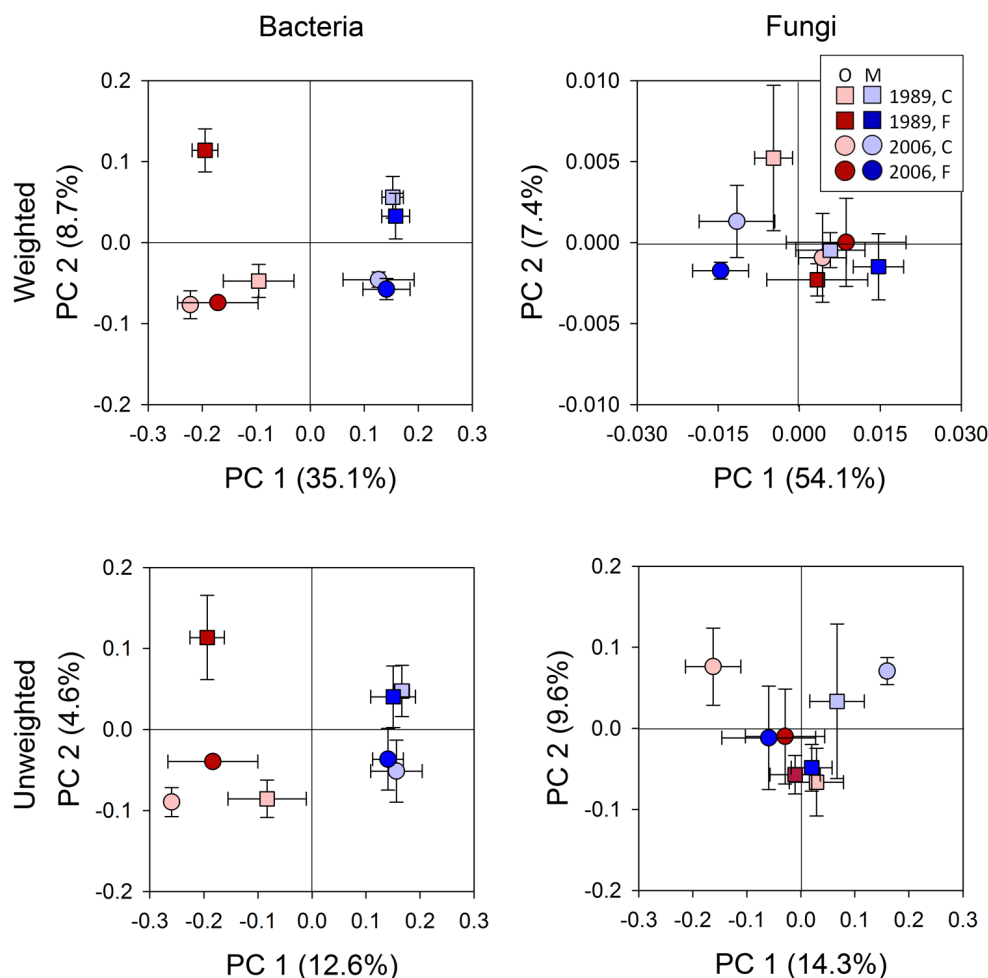 Bacteria
Fungi
Weighted
PC 2 (8.7%)
0.2
0.1
0.0
-0.1
-0.2
-0.3 -0.2 -0.1 0.0 0.1 0.2 0.3
PC 1 (35.1%)
PC 2 (7.4%)
0.010
0.005
0.000
-0.005
-0.010
-0.030 -0.015 0.000 0.015 0.030
PC 1 (54.1%)
O M
1989, C
1989, F
2006, C
2006, F
Unweighted
PC 2 (4.6%)
0.2
0.1
0.0
-0.1
-0.2
-0.3 -0.2 -0.1 0.0 0.1 0.2 0.3
PC 1 (12.6%)
PC 2 (9.6%)
0.2
0.1
0.0
-0.1
-0.2
-0.3 -0.2 -0.1 0.0 0.1 0.2 0.3
PC 1 (14.3%)